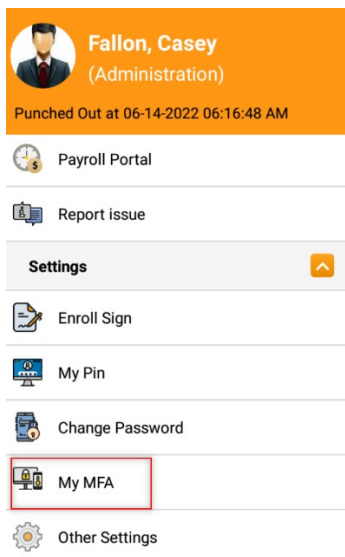 Fallon, Casey
(Administration)
Punched Out at 06-14-2022 06:16:48 AM
Payroll Portal
Report issue
Settings
Enroll Sign
My Pin
Change Password
My MFA
Other Settings